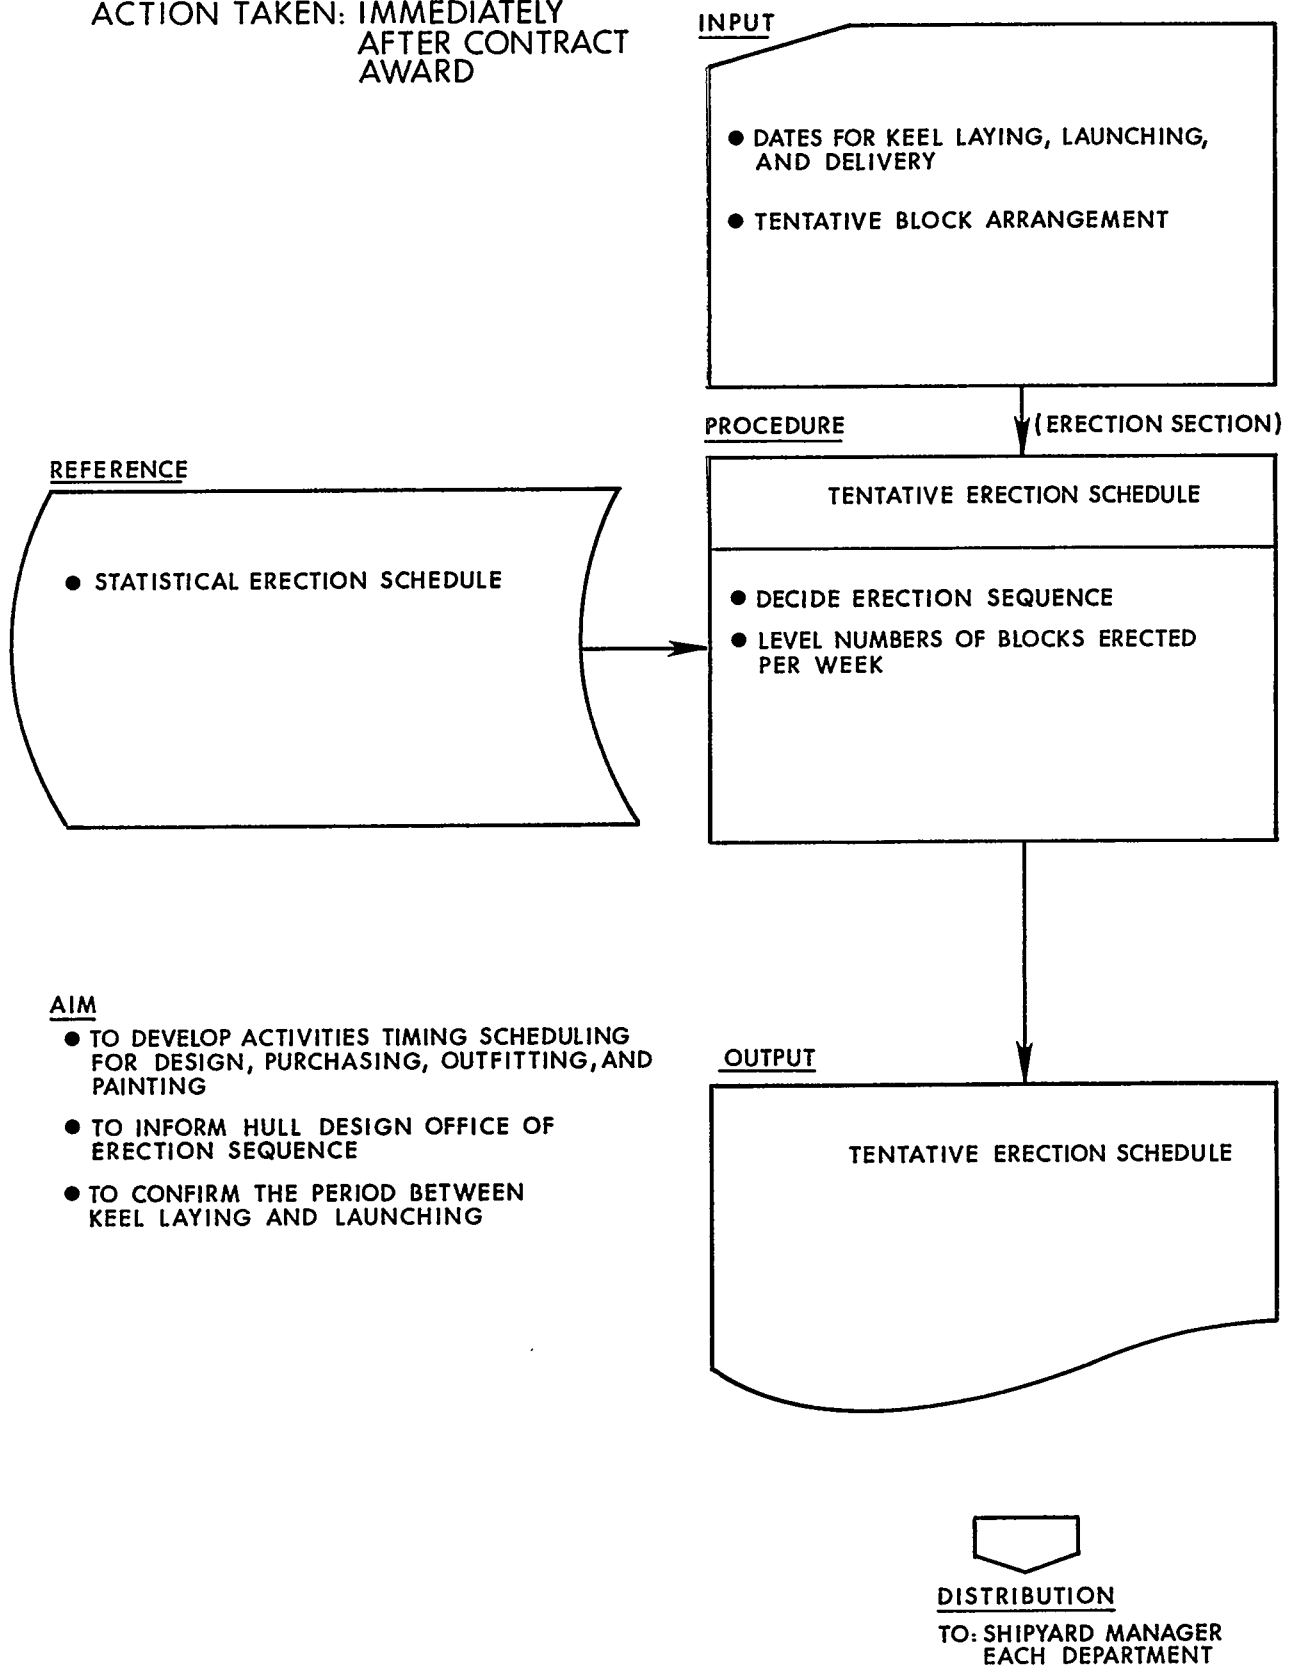 ACTION TAKEN: IMMEDIATELY
AFTER CONTRACT
AWARD
INPUT
● DATES FOR KEEL LAYING, LAUNCHING,
AND DELIVERY
● TENTATIVE BLOCK ARRANGEMENT
PROCEDURE
(ERECTION SECTION)
TENTATIVE ERECTION SCHEDULE
● DECIDE ERECTION SEQUENCE
● LEVEL NUMBERS OF BLOCKS ERECTED
PER WEEK
REFERENCE
● STATISTICAL ERECTION SCHEDULE
AIM
● TO DEVELOP ACTIVITIES TIMING SCHEDULING
FOR DESIGN, PURCHASING, OUTFITTING, AND
PAINTING
● TO INFORM HULL DESIGN OFFICE OF
ERECTION SEQUENCE
● TO CONFIRM THE PERIOD BETWEEN
KEEL LAYING AND LAUNCHING
OUTPUT
TENTATIVE ERECTION SCHEDULE
DISTRIBUTION
TO: SHIPYARD MANAGER
EACH DEPARTMENT